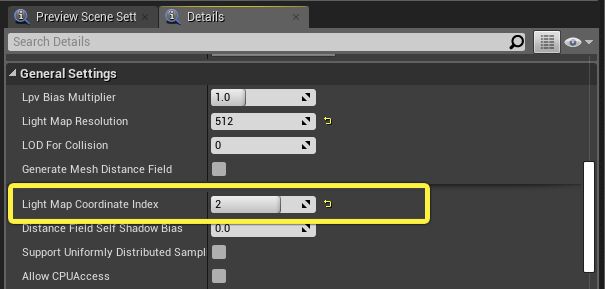 Preview Scene Sett
Details
Search Details
General Settings
Lpv Bias Multiplier 1.0
Light Map Resolution 512
LOD For Collision 0
Generate Mesh Distance Field
Light Map Coordinate Index 2
Distance Field Self Shadow Bias 0.0
Support Uniformly Distributed Sampl
Allow CPUAccess